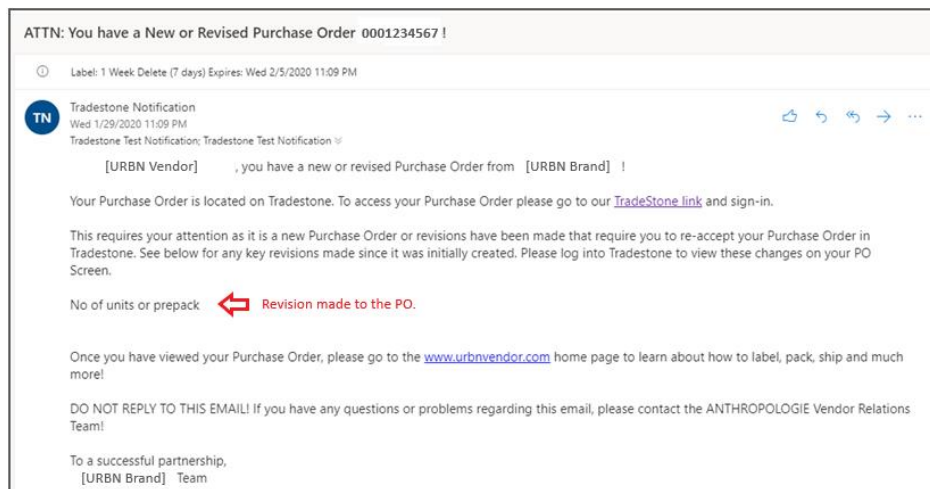 ATTN: You have a New or Revised Purchase Order 0001234567 !
Label: 1 Week Delete (7 days) Expires: Wed 2/5/2020 11:09 PM
TN
Tradestone Notification
Wed 1/29/2020 11:09 PM
Tradestone Test Notification; Tradestone Test Notification
[URBN Vendor] , you have a new or revised Purchase Order from [URBN Brand] !
Your Purchase Order is located on Tradestone. To access your Purchase Order please go to our TradeStone link and sign-in.
This requires your attention as it is a new Purchase Order or revisions have been made that require you to re-accept your Purchase Order in
Tradestone. See below for any key revisions made since it was initially created. Please log into Tradestone to view these changes on your PO
Screen.
No of units or prepack Revision made to the PO.
Once you have viewed your Purchase Order, please go to the www.urbnvendor.com home page to learn about how to label, pack, ship and much
more!
DO NOT REPLY TO THIS EMAIL! If you have any questions or problems regarding this email, please contact the ANTHROPOLOGIE Vendor Relations
Team!
To a successful partnership,
[URBN Brand] Team